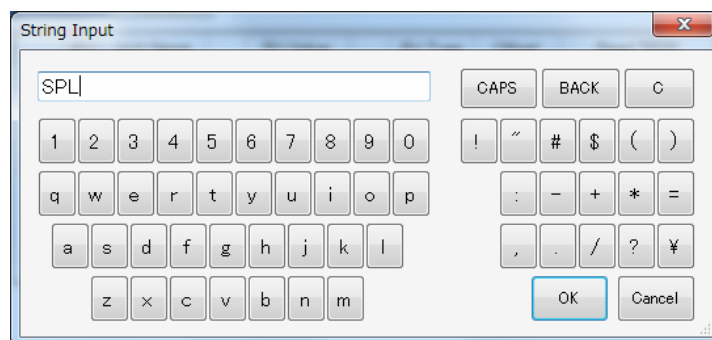 String Input
SPL CAPS BACK C
1 2 3 4 5 6 7 8 9 0 ! ″ # $ ( )
q w e r t y u i o p : - + * =
a s d f g h j k l , . / ? ¥
z x c v b n m OK Cancel